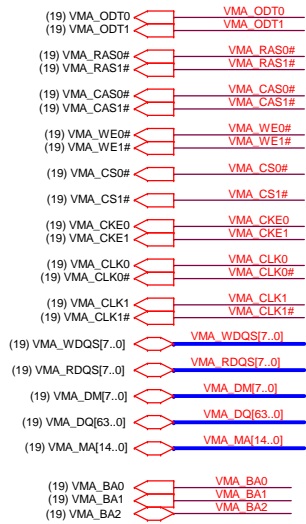 (19) VMA_ODT0 VMA_ODT0
(19) VMA_ODT1 VMA_ODT1
(19) VMA_RAS0# VMA_RAS0#
(19) VMA_RAS1# VMA_RAS1#
(19) VMA_CAS0# VMA_CAS0#
(19) VMA_CAS1# VMA_CAS1#
(19) VMA_WE0# VMA_WE0#
(19) VMA_WE1# VMA_WE1#
(19) VMA_CS0# VMA_CS0#
(19) VMA_CS1# VMA_CS1#
(19) VMA_CKE0 VMA_CKE0
(19) VMA_CKE1 VMA_CKE1
(19) VMA_CLK0 VMA_CLK0
(19) VMA_CLK0# VMA_CLK0#
(19) VMA_CLK1 VMA_CLK1
(19) VMA_CLK1# VMA_CLK1#
(19) VMA_WDQS[7..0] VMA_WDQS[7..0]
(19) VMA_RDQS[7..0] VMA_RDQS[7..0]
(19) VMA_DM[7..0] VMA_DM[7..0]
(19) VMA_DQ[63..0] VMA_DQ[63..0]
(19) VMA_MA[14..0] VMA_MA[14..0]
(19) VMA_BA0 VMA_BA0
(19) VMA_BA1 VMA_BA1
(19) VMA_BA2 VMA_BA2